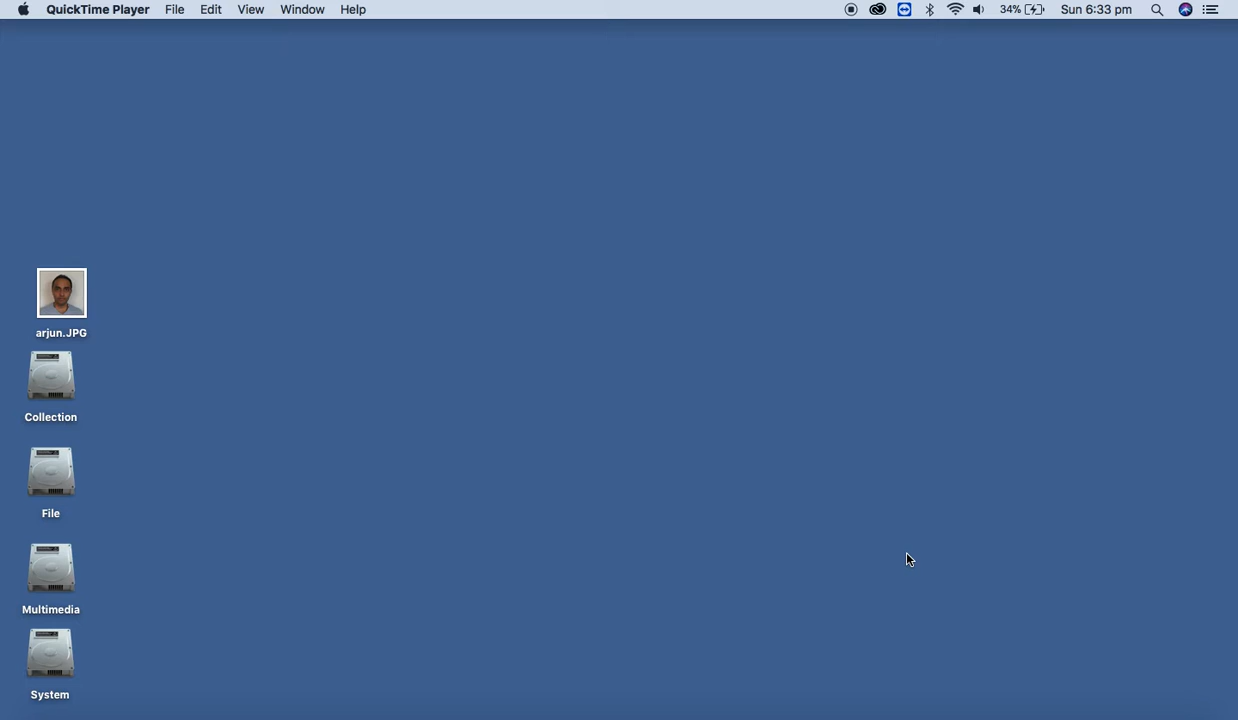 QuickTime Player File Edit View Window Help 34% Sun 6:33 pm
arjun.JPG
Collection
File
Multimedia
System